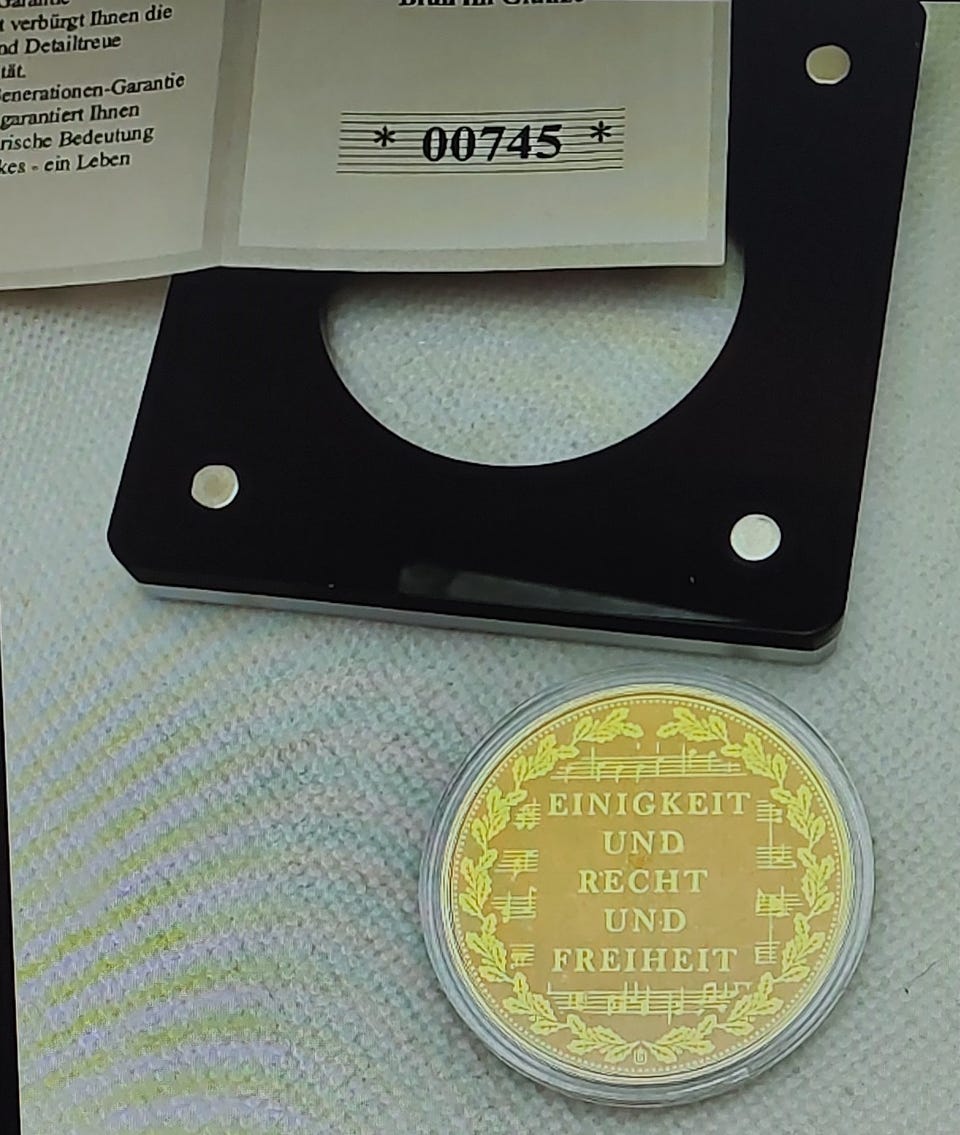 t verbürgt Ihnen die
nd Detailtreue
tät.
enerationen-Garantie
garantiert Ihnen
rische Bedeutung
kes - ein Leben
* 00745 *
EINIGKEIT
UND
RECHT
UND
FREIHEIT